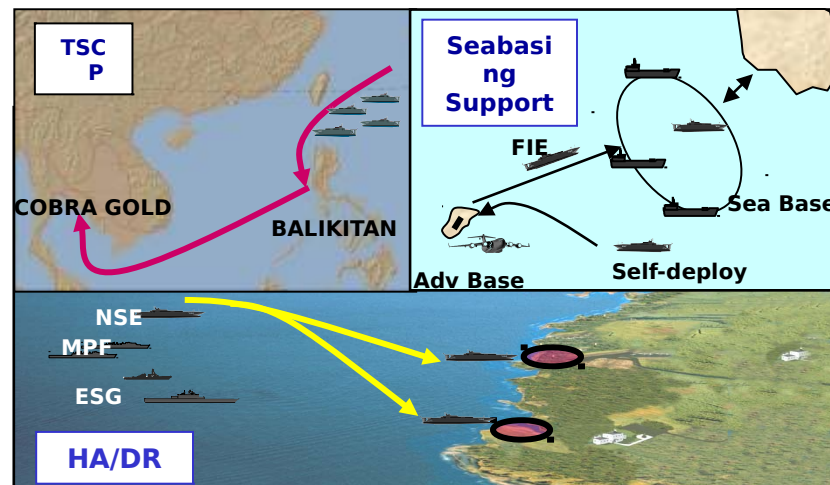 TSC
P
COBRA GOLD
BALIKITAN
Seabasi
ng
Support
FIE
Sea Base
Adv Base
Self-deploy
NSE
MPF
ESG
HA/DR